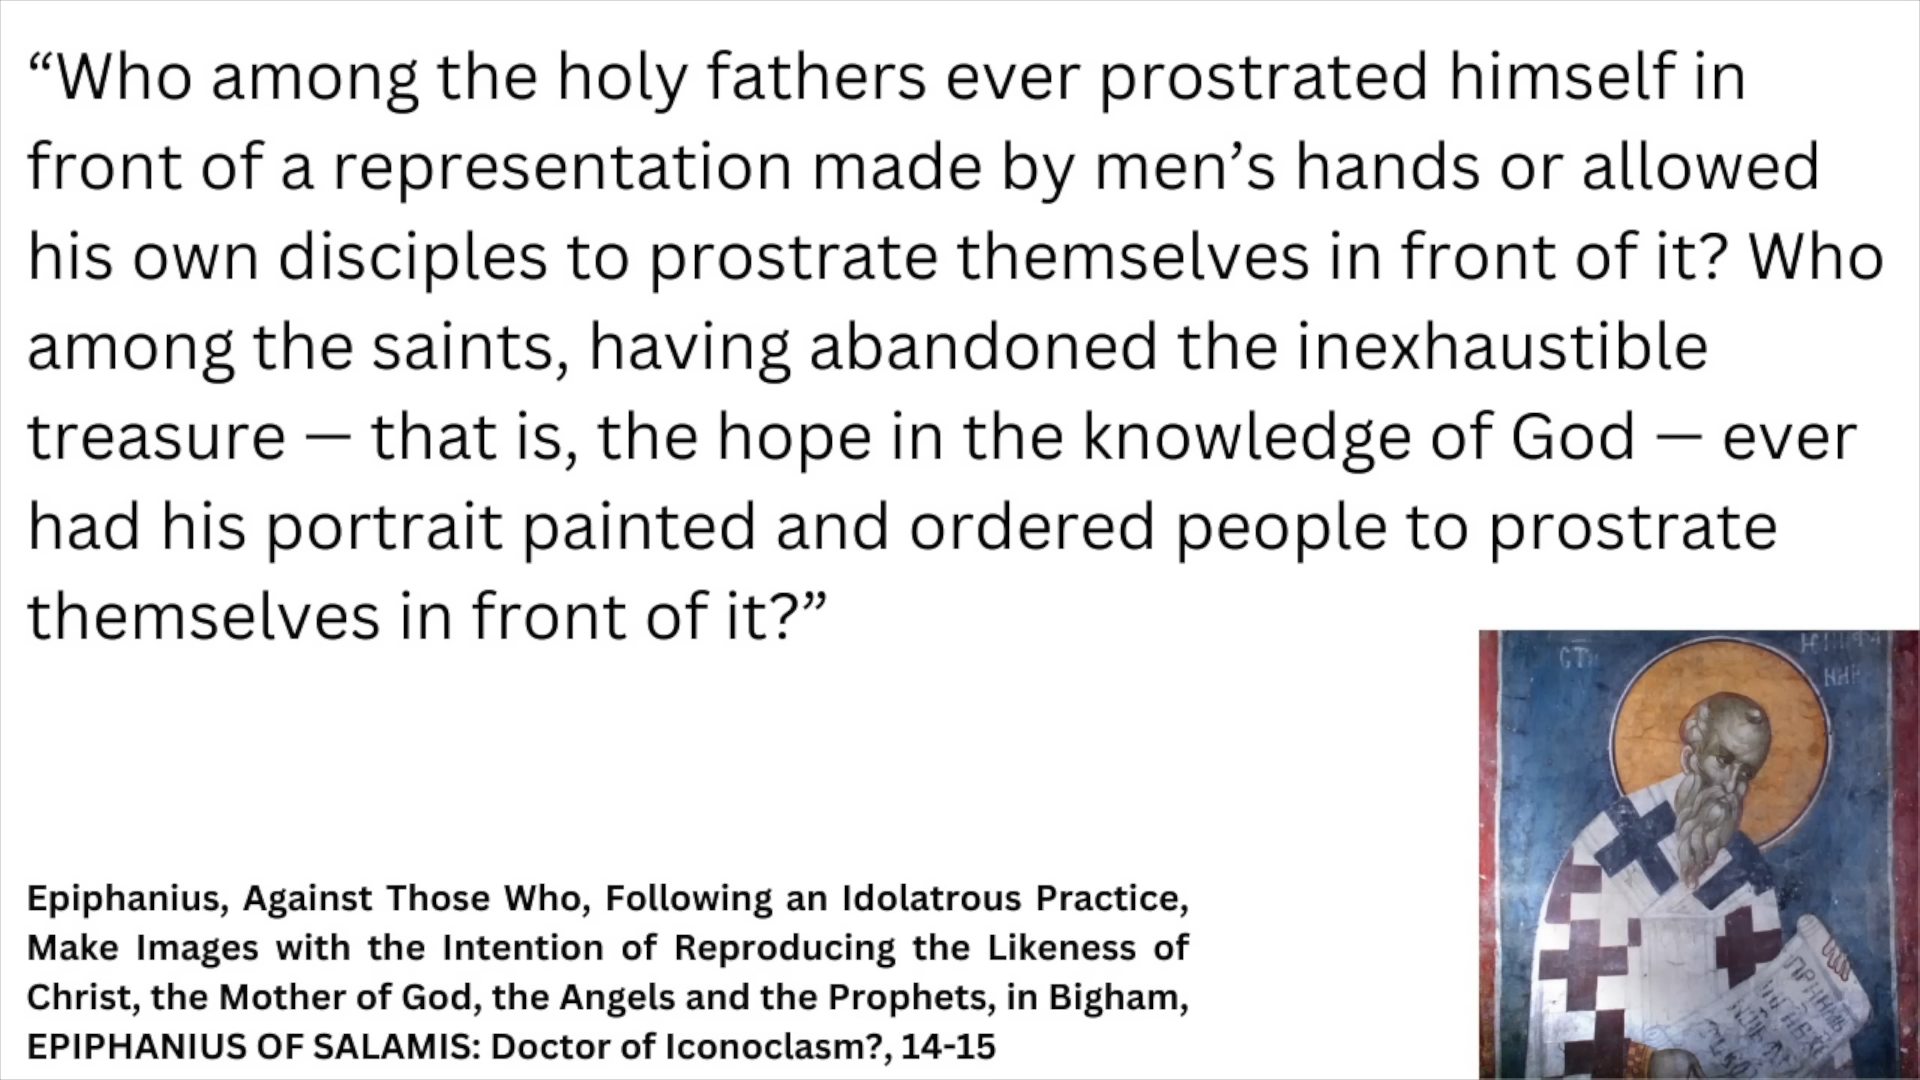 “Who among the holy fathers ever prostrated himself in
front of a representation made by men’s hands or allowed
his own disciples to prostrate themselves in front of it? Who
among the saints, having abandoned the inexhaustible
treasure — that is, the hope in the knowledge of God — ever
had his portrait painted and ordered people to prostrate
themselves in front of it?”
Epiphanius, Against Those Who, Following an Idolatrous Practice,
Make Images with the Intention of Reproducing the Likeness of
Christ, the Mother of God, the Angels and the Prophets, in Bigham,
EPIPHANIUS OF SALAMIS: Doctor of Iconoclasm?, 14-15